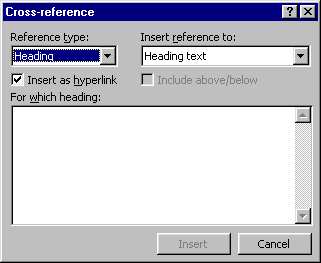 Cross-reference
Reference type: Insert reference to:
Heading Heading text
Insert as hyperlink Include above/below
For which heading:
Insert Cancel